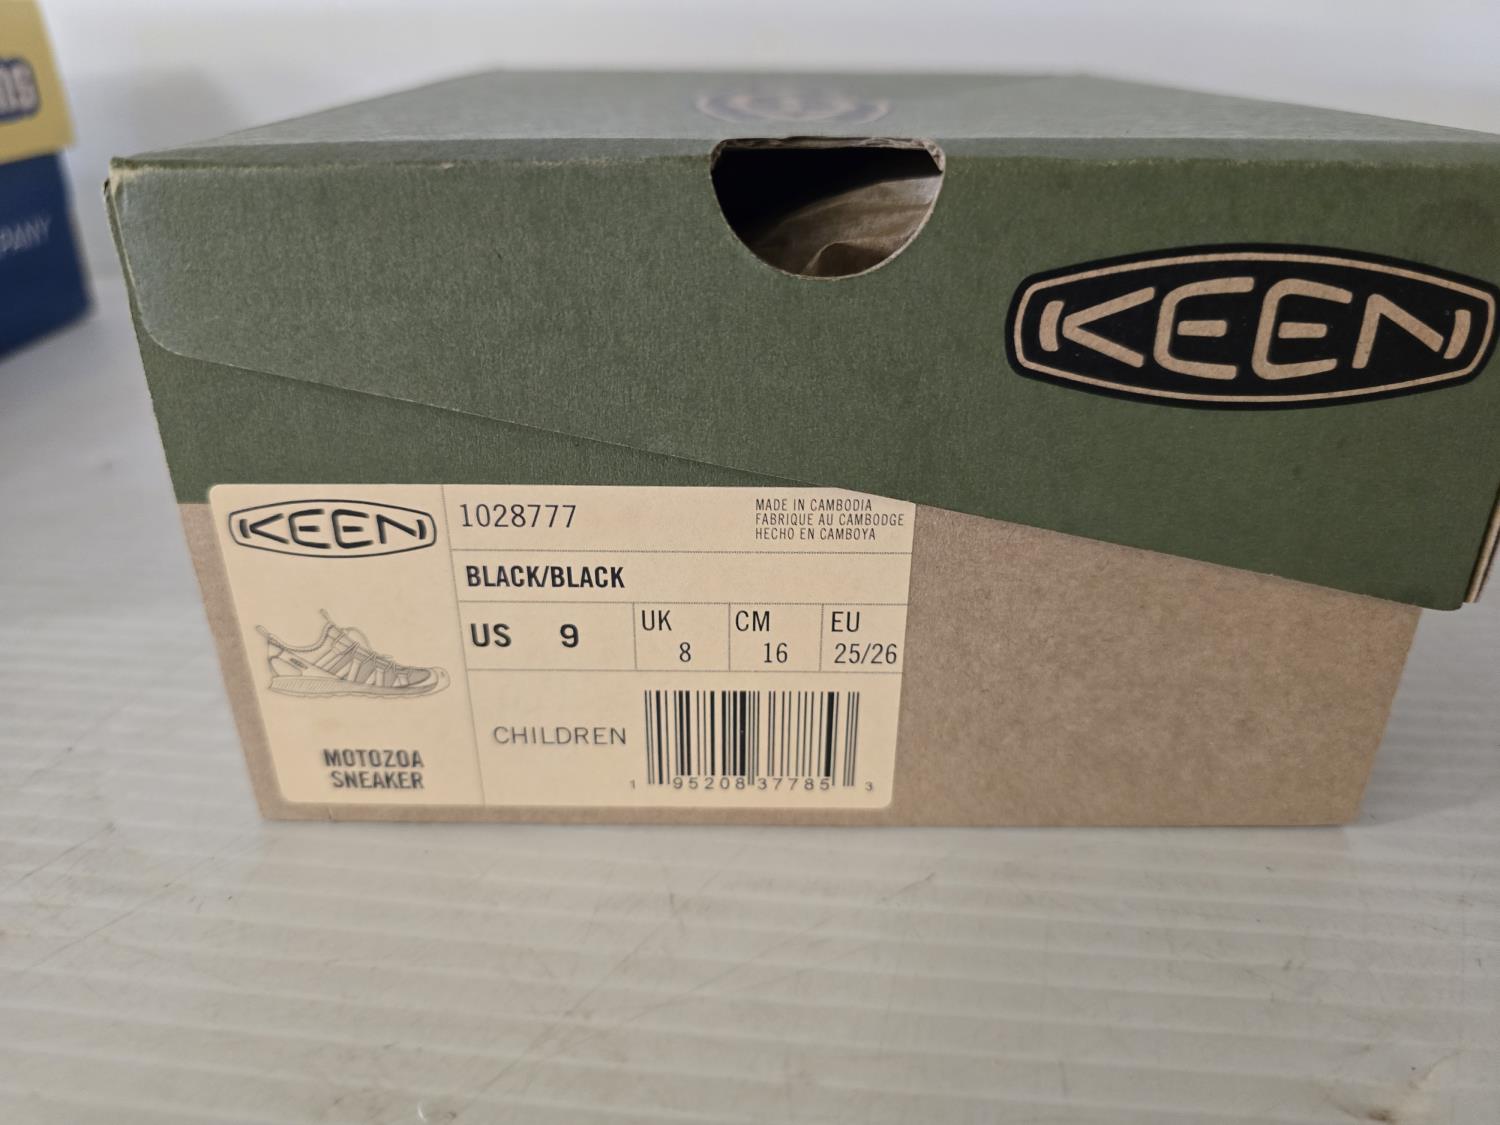 PANY
KEEN
KEEN
1028777
MADE IN CAMBODIA
FABRIQUE AU CAMBODGE
HECHO EN CAMBOYA
BLACK/BLACK
US 9
UK 8
CM 16
EU 25/26
CHILDREN
MOTOZOA
SNEAKER
1 95208 37785 3